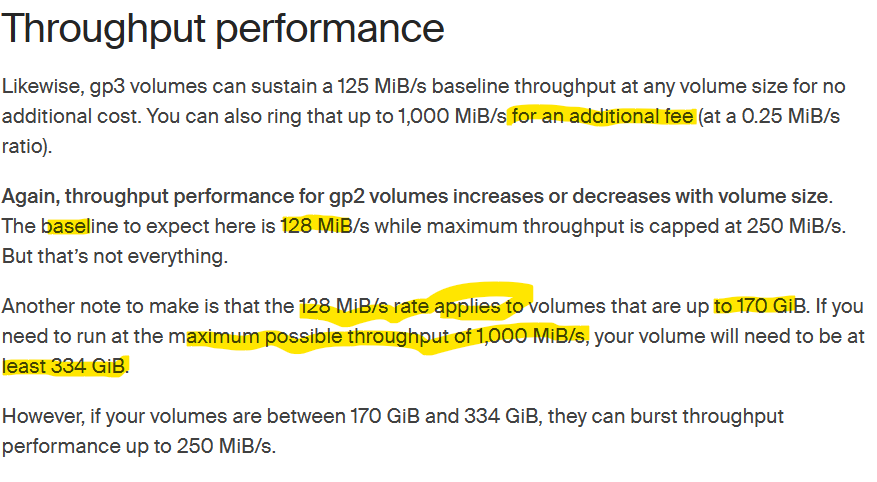 Throughput performance
Likewise, gp3 volumes can sustain a 125 MiB/s baseline throughput at any volume size for no
additional cost. You can also ring that up to 1,000 MiB/s for an additional fee (at a 0.25 MiB/s
ratio).
Again, throughput performance for gp2 volumes increases or decreases with volume size.
The baseline to expect here is 128 MiB/s while maximum throughput is capped at 250 MiB/s.
But that's not everything.
Another note to make is that the 128 MiB/s rate applies to volumes that are up to 170 GiB. If you
need to run at the maximum possible throughput of 1,000 MiB/s, your volume will need to be at
least 334 GiB.
However, if your volumes are between 170 GiB and 334 GiB, they can burst throughput
performance up to 250 MiB/s.